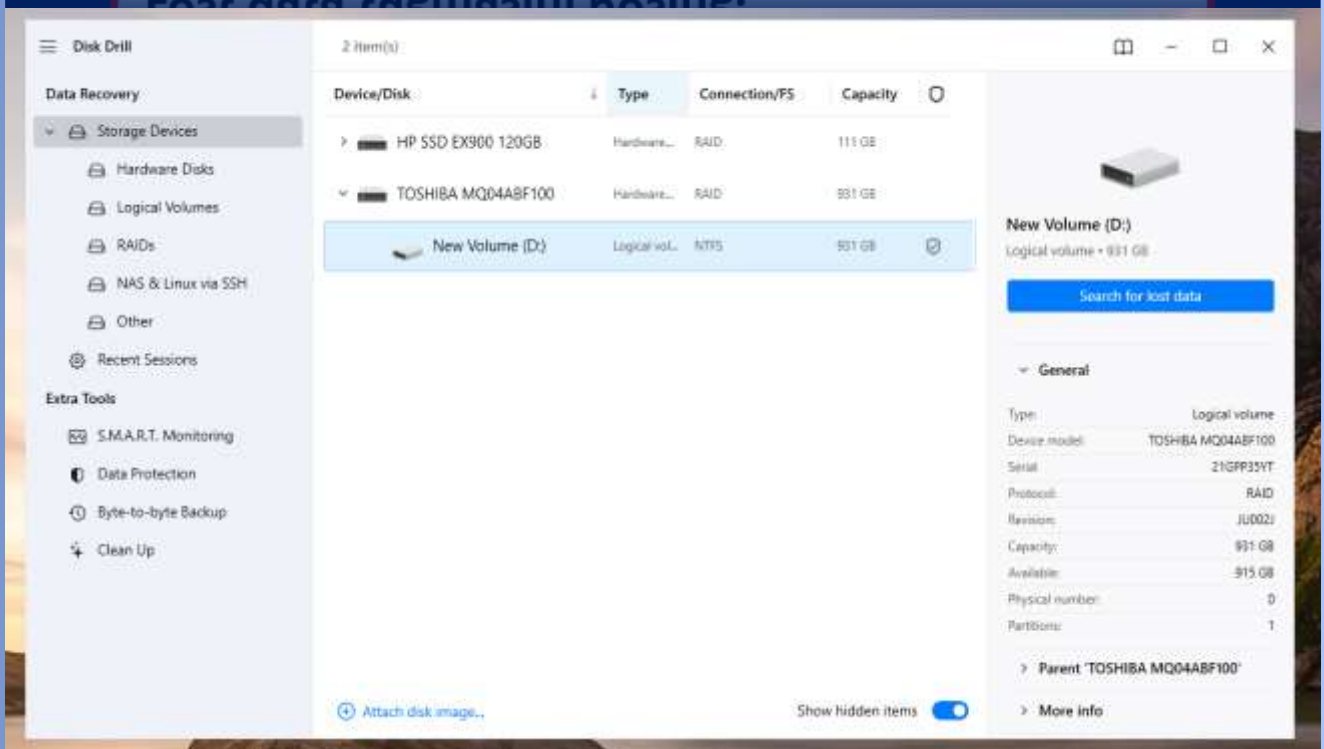 Disk Drill
2 item(s)
Data Recovery
Storage Devices
Hardware Disks
Logical Volumes
RAIDs
NAS & Linux via SSH
Other
Recent Sessions
Extra Tools
S.M.A.R.T. Monitoring
Data Protection
Byte-to-byte Backup
Clean Up
Device/Disk Type Connection/FS Capacity
HP SSD EX900 120GB Hardware... RAID 111 GB
TOSHIBA MQ04ABF100 Hardware... RAID 931 GB
New Volume (D:) Logical vol... NTFS 931 GB
Attach disk image...
Show hidden items
New Volume (D:)
Logical volume • 931 GB
Search for lost data
General
Type: Logical volume
Device model: TOSHIBA MQ04ABF100
Serial: 21GPP35YT
Protocol: RAID
Revision: JU002J
Capacity: 931 GB
Available: 915 GB
Physical number: 0
Partitions: 1
Parent 'TOSHIBA MQ04ABF100'
More info